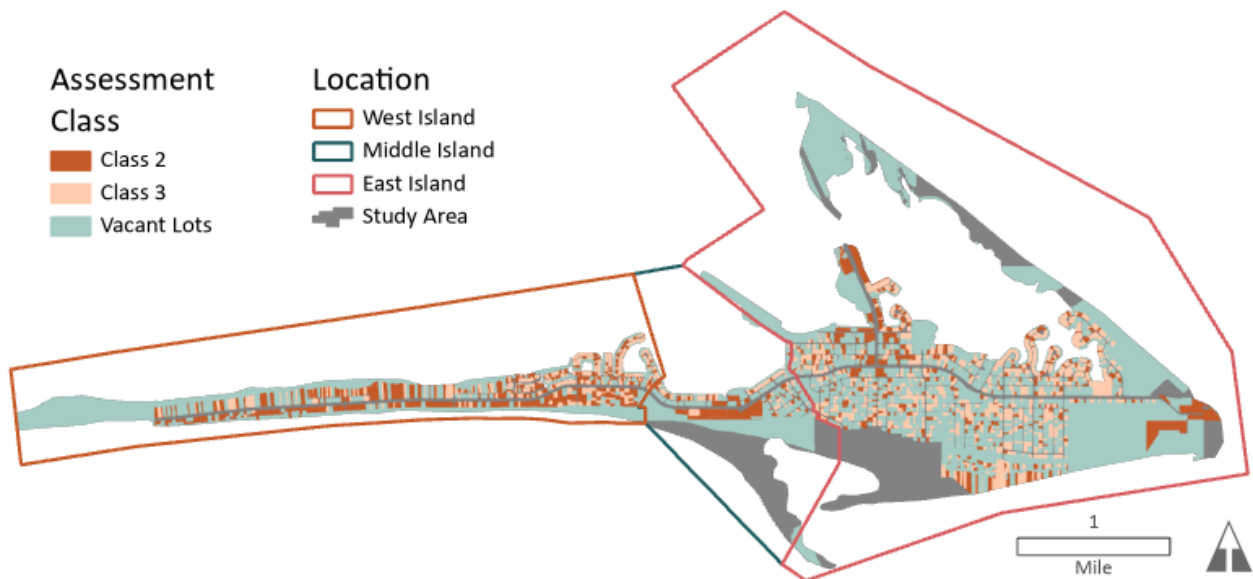 Assessment
Class
Class 2
Class 3
Vacant Lots
Location
West Island
Middle Island
East Island
Study Area
1
Mile